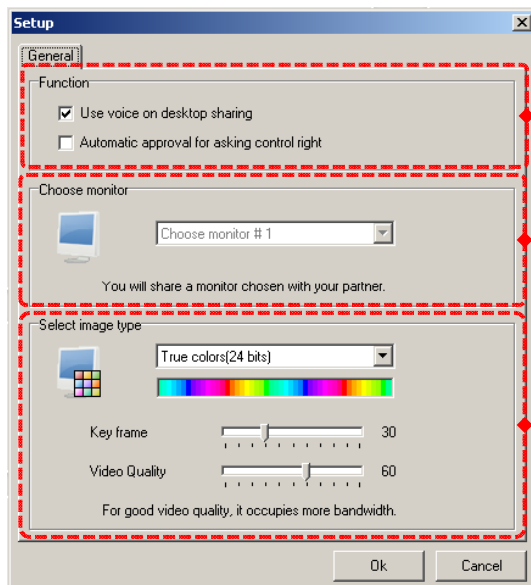 Setup
General
Function
Use voice on desktop sharing
Automatic approval for asking control right
Choose monitor
Choose monitor # 1
You will share a monitor chosen with your partner.
Select image type
True colors(24 bits)
Key frame 30
Video Quality 60
For good video quality, it occupies more bandwidth.
Ok Cancel